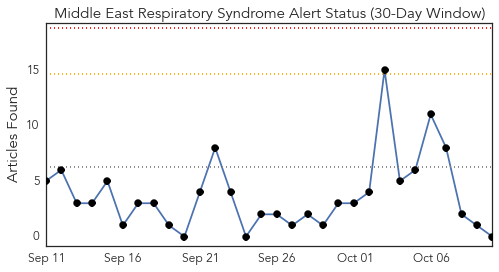 Middle East Respiratory Syndrome Alert Status (30-Day Window)
Articles Found
15
10
5
0
Sep 11 Sep 16 Sep 21 Sep 26 Oct 01 Oct 06